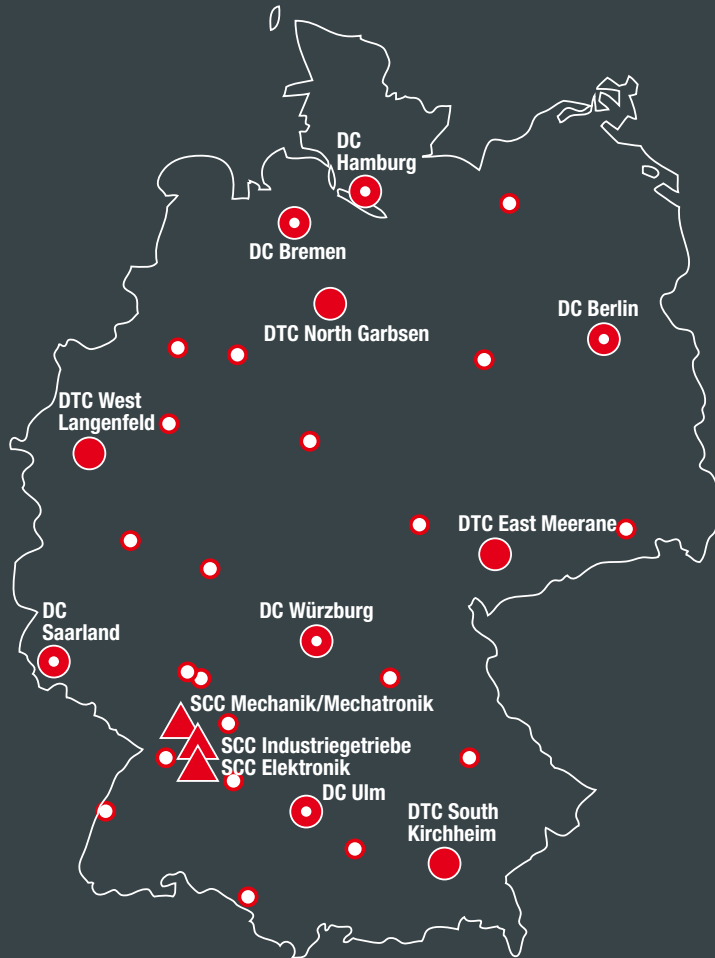 DC
Hamburg
DC Bremen
DTC North Garbsen
DC Berlin
DTC West
Langenfeld
DTC East Meerane
DC Würzburg
DC
Saarland
SCC Mechanik/Mechatronik
SCC Industriegetriebe
SCC Elektronik
DC Ulm
DTC South
Kirchheim